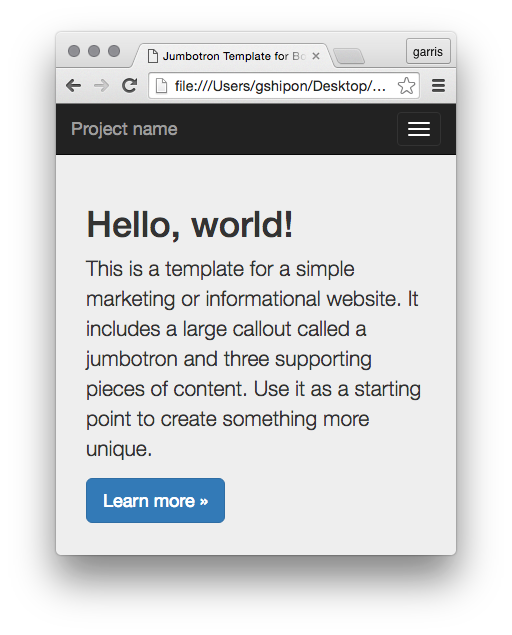 Jumbotron Template for Bo
garris
file:///Users/gshipon/Desktop/...
Project name
Hello, world!
This is a template for a simple
marketing or informational website. It
includes a large callout called a
jumbotron and three supporting
pieces of content. Use it as a starting
point to create something more
unique.
Learn more »